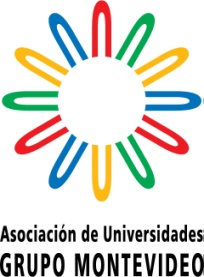 Asociación de Universidades
GRUPO MONTEVIDEO